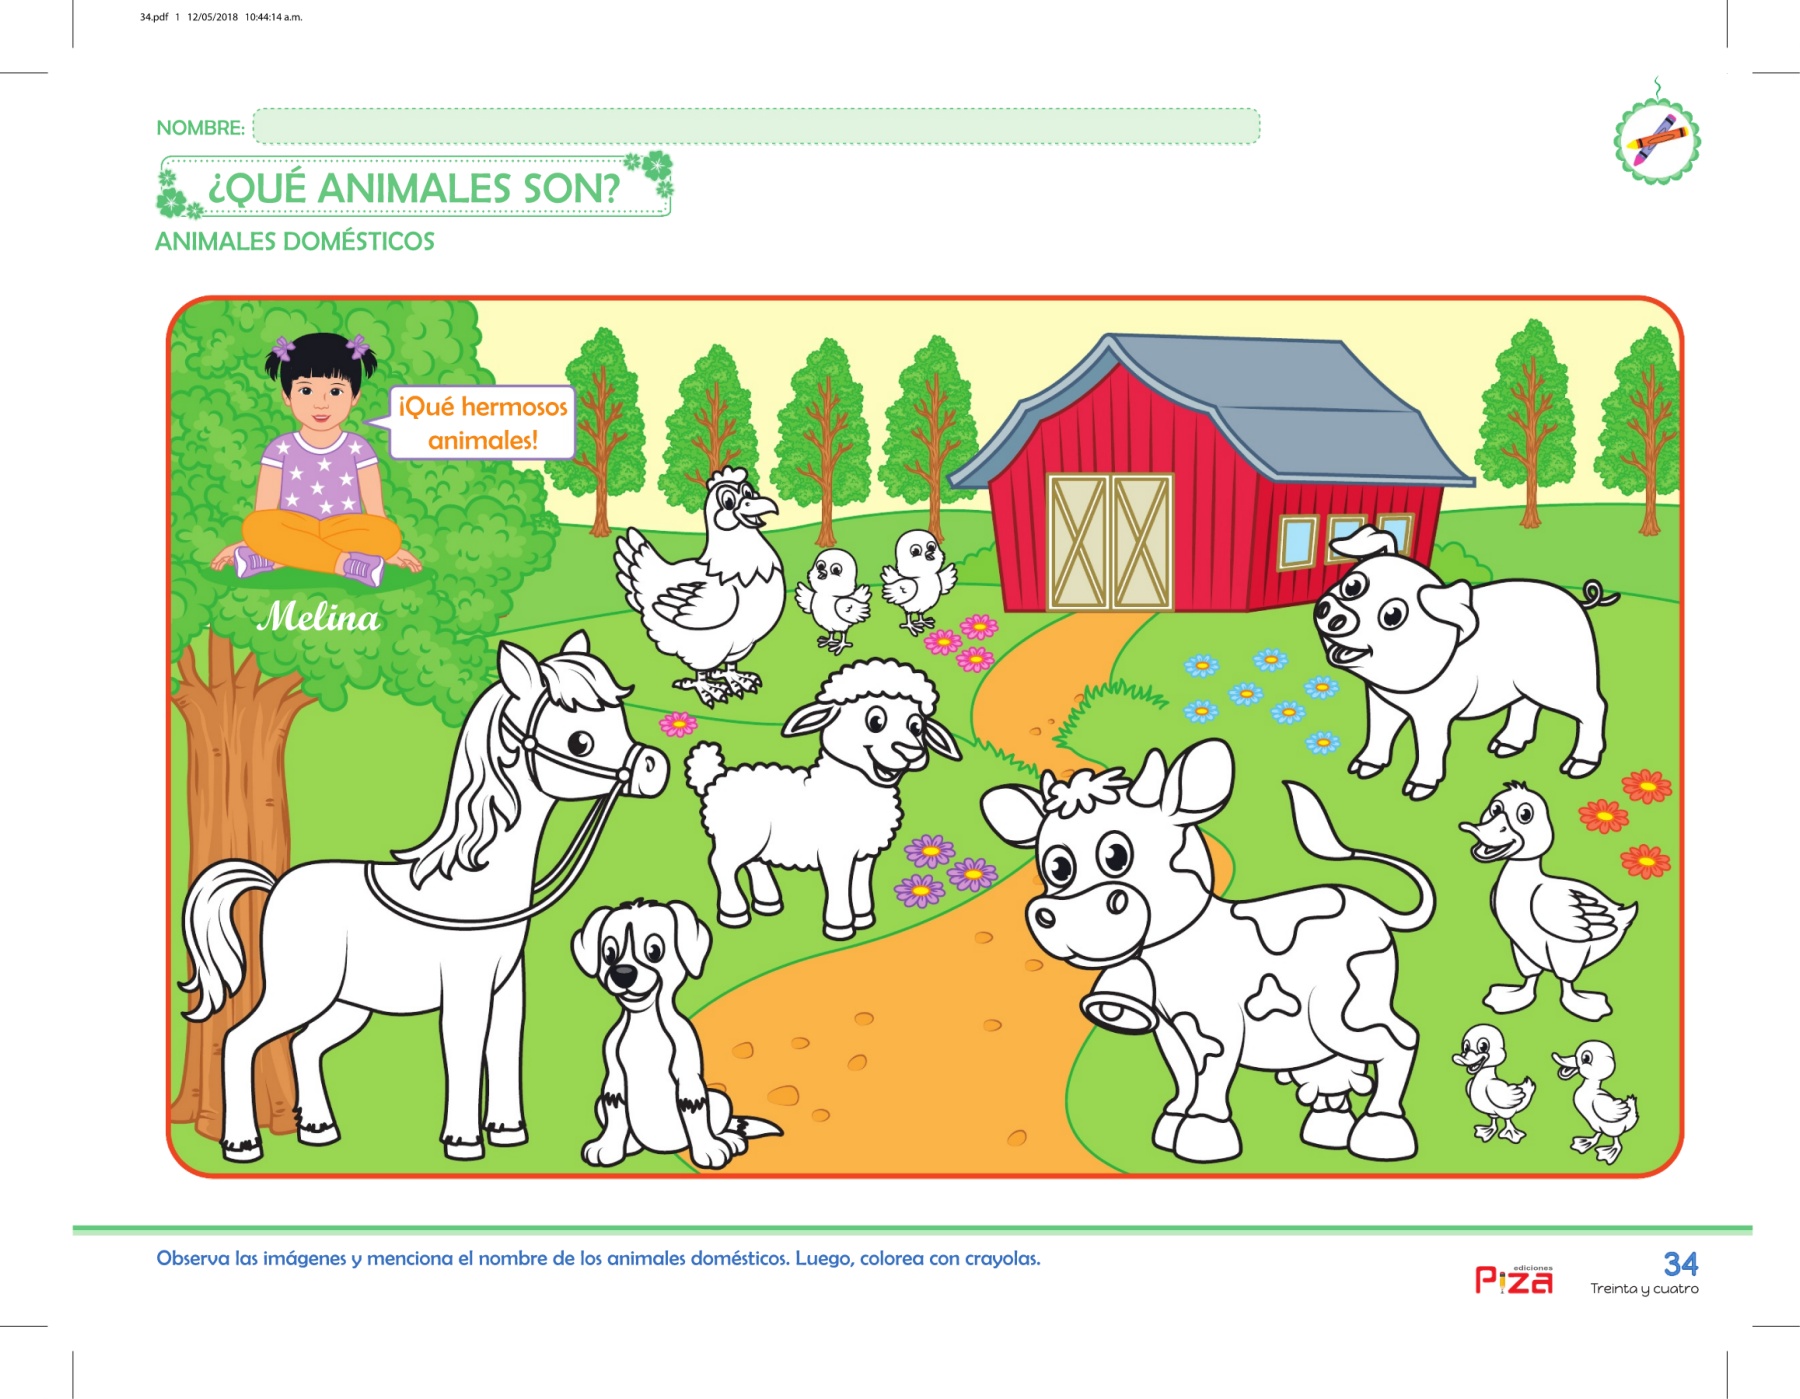 34.pdf 1 12/05/2018 10:44:14 a.m.
NOMBRE:
¿QUÉ ANIMALES SON?
ANIMALES DOMÉSTICOS
¡Qué hermosos
animales!
Melina
Observa las imágenes y menciona el nombre de los animales domésticos. Luego, colorea con crayolas.
ediciones
Piza
34
Treinta y cuatro